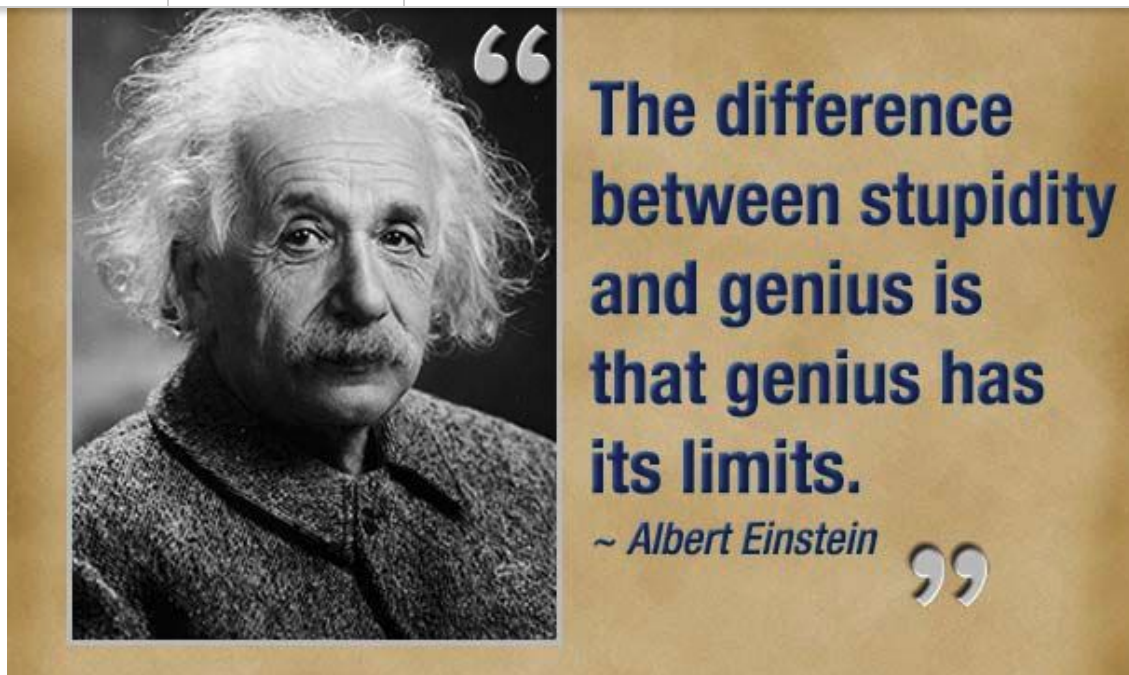 “
The difference
between stupidity
and genius is
that genius has
its limits.
~ Albert Einstein
”